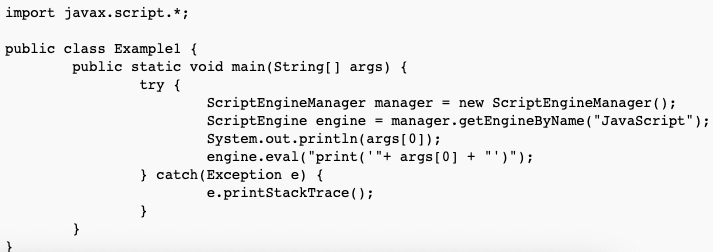 import javax.script.*;
public class Example1 {
public static void main(String[] args) {
try {
ScriptEngineManager manager = new ScriptEngineManager();
ScriptEngine engine = manager.getEngineByName("JavaScript");
System.out.println(args[0]);
engine.eval("print('"+ args[0] + "')");
} catch(Exception e) {
e.printStackTrace();
}
}
}